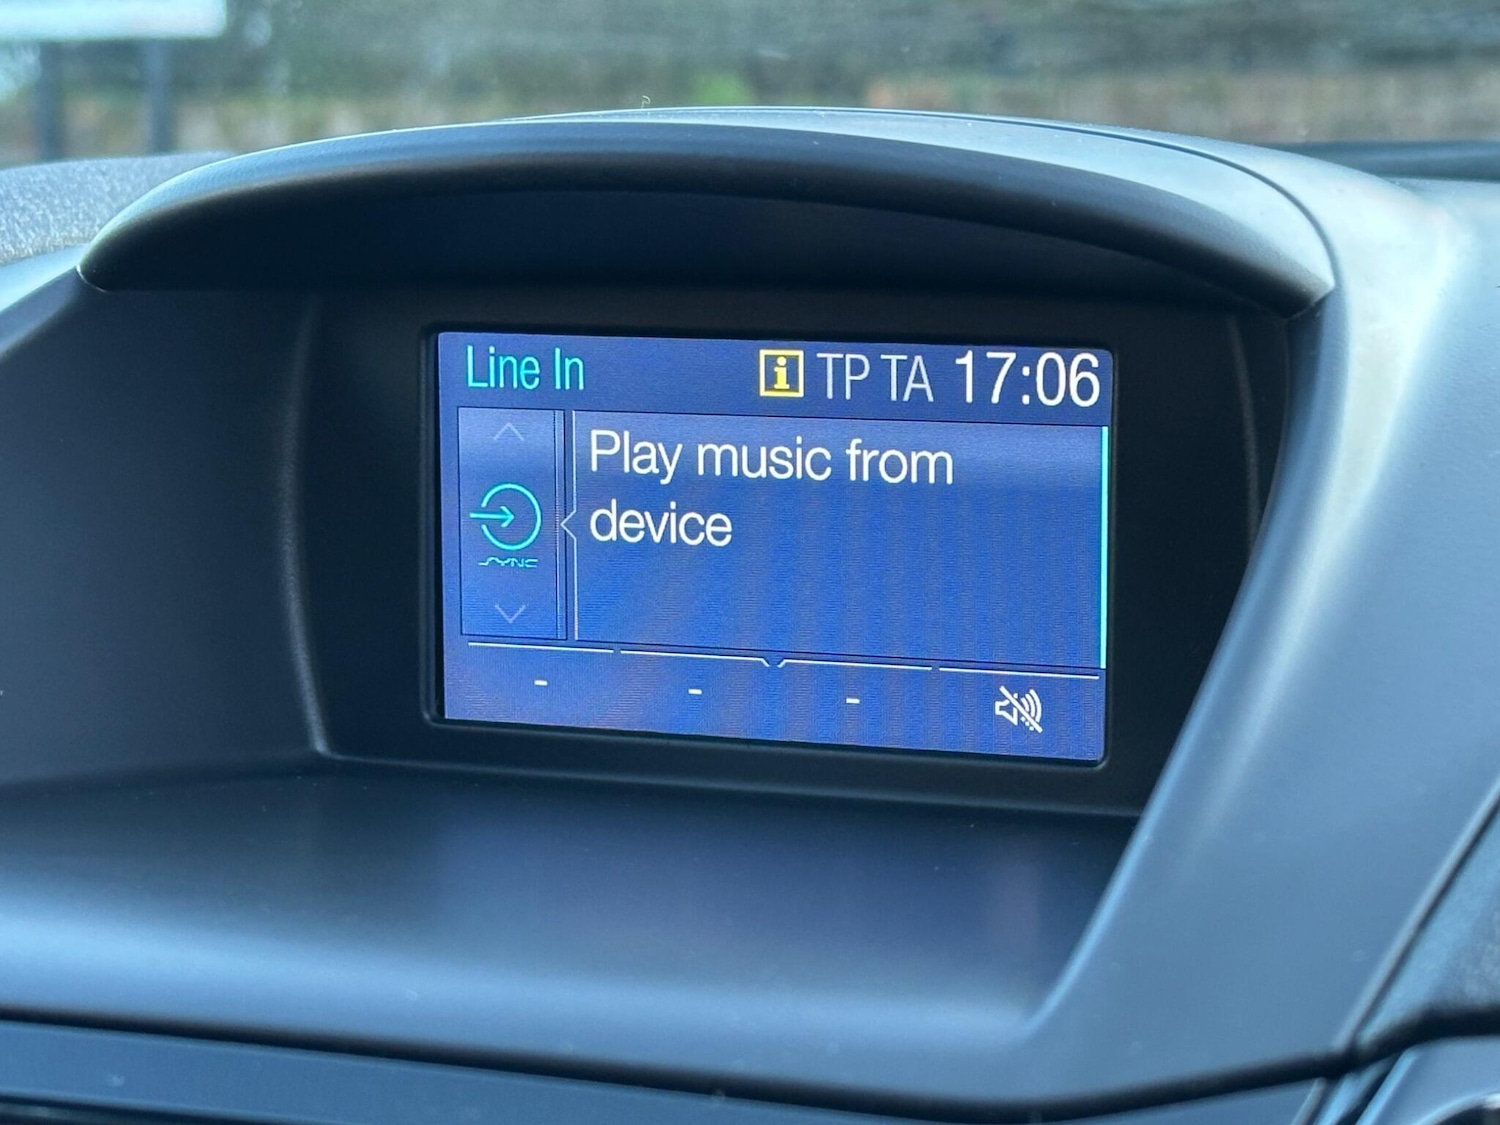 Line In
i TP TA 17:06
Play music from
device
SYNC
- - -